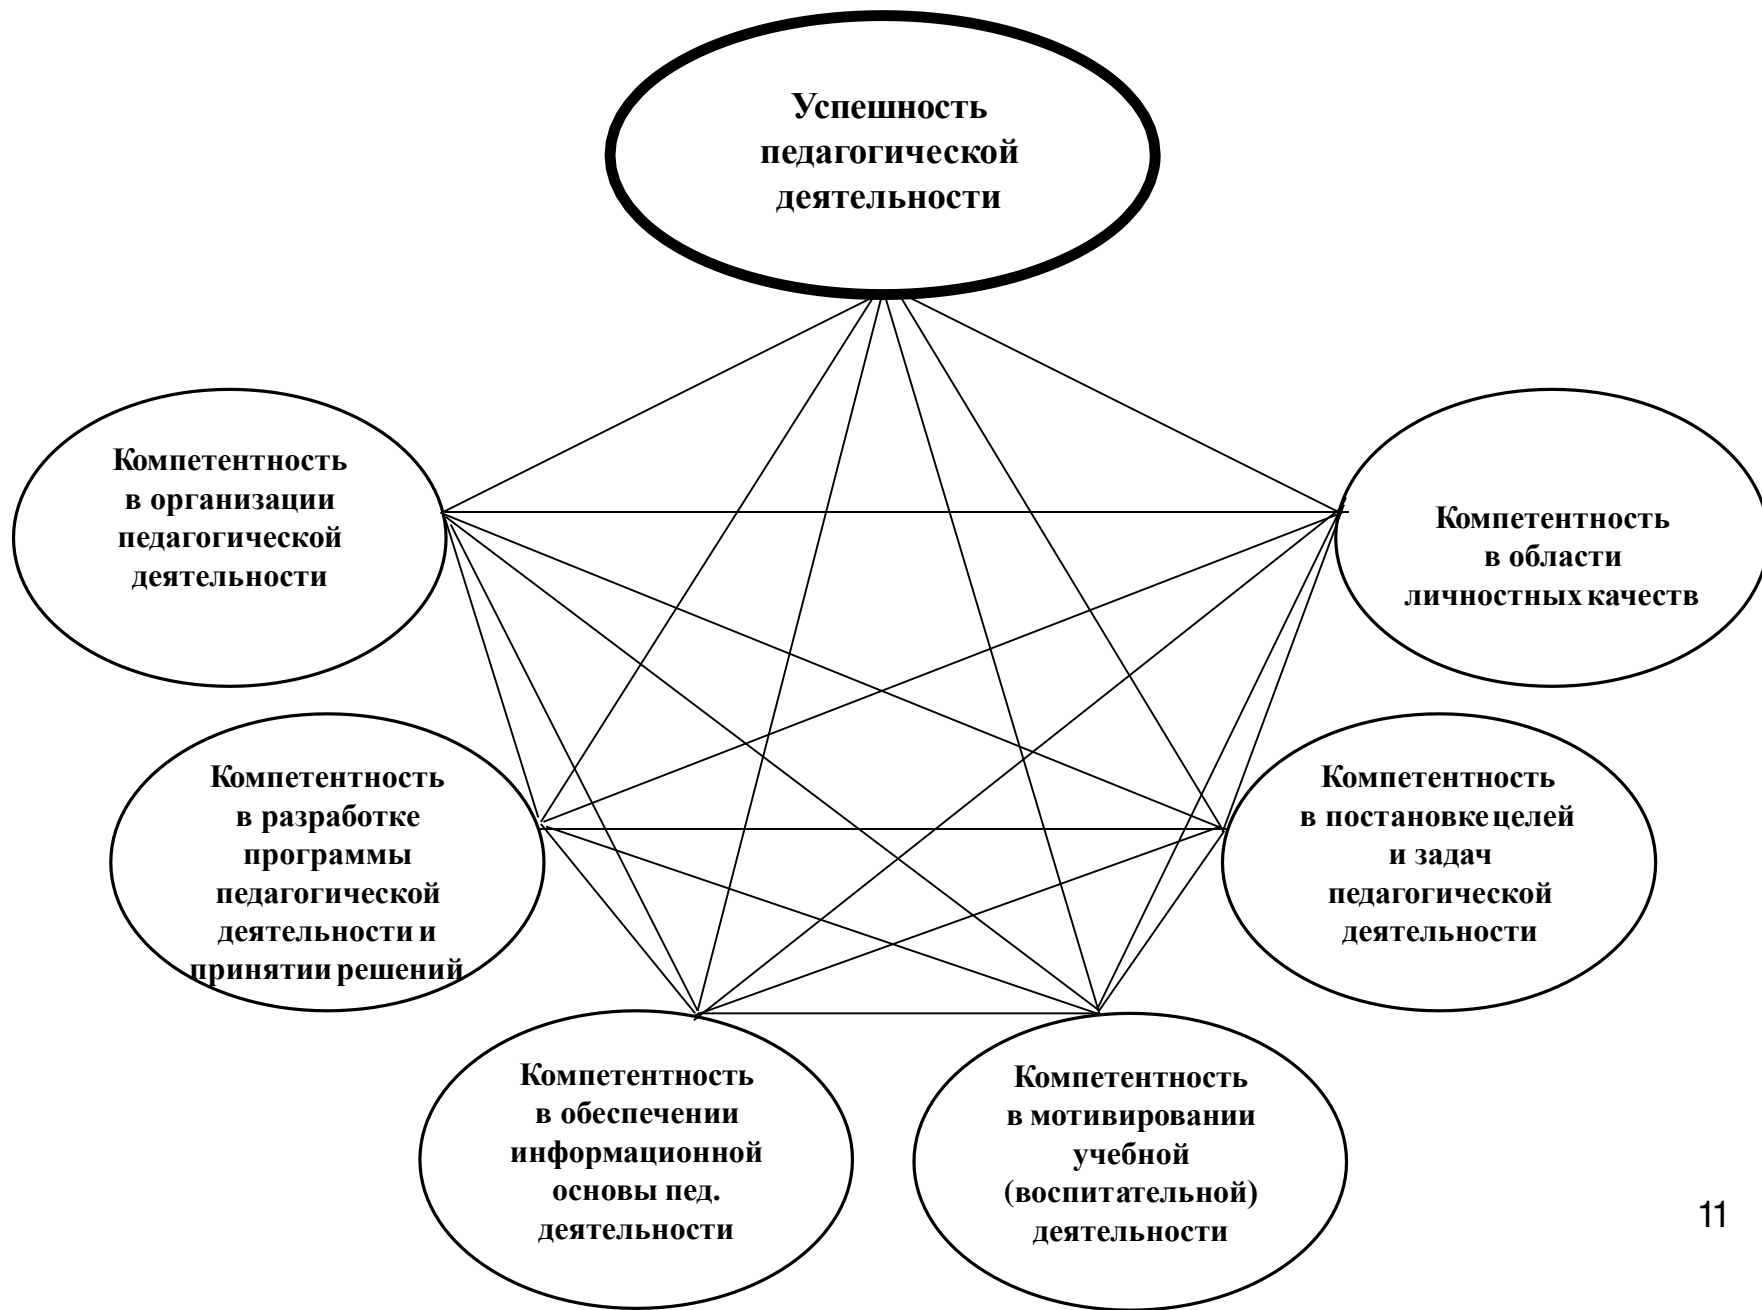 Успешность
педагогической
деятельности
Компетентность
в организации
педагогической
деятельности
Компетентность
в области
личностных качеств
Компетентность
в разработке
программы
педагогической
деятельности и
принятии решений
Компетентность
в постановке целей
и задач
педагогической
деятельности
Компетентность
в обеспечении
информационной
основы пед.
деятельности
Компетентность
в мотивировании
учебной
(воспитательной)
деятельности
11